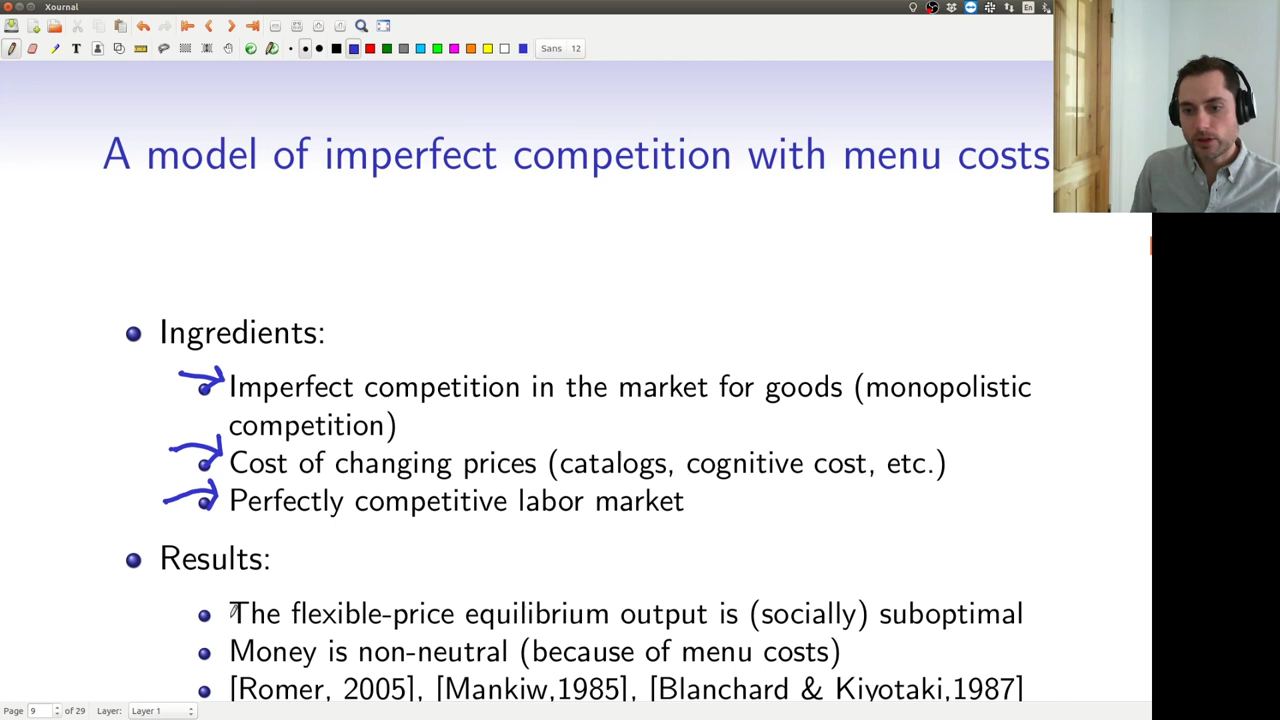 Xournal
En
Sans 12
A model of imperfect competition with menu costs
Ingredients:
Imperfect competition in the market for goods (monopolistic
competition)
Cost of changing prices (catalogs, cognitive cost, etc.)
Perfectly competitive labor market
Results:
The flexible-price equilibrium output is (socially) suboptimal
Money is non-neutral (because of menu costs)
[Romer, 2005], [Mankiw,1985], [Blanchard & Kiyotaki,1987]
Page 9 of 29 Layer: Layer 1